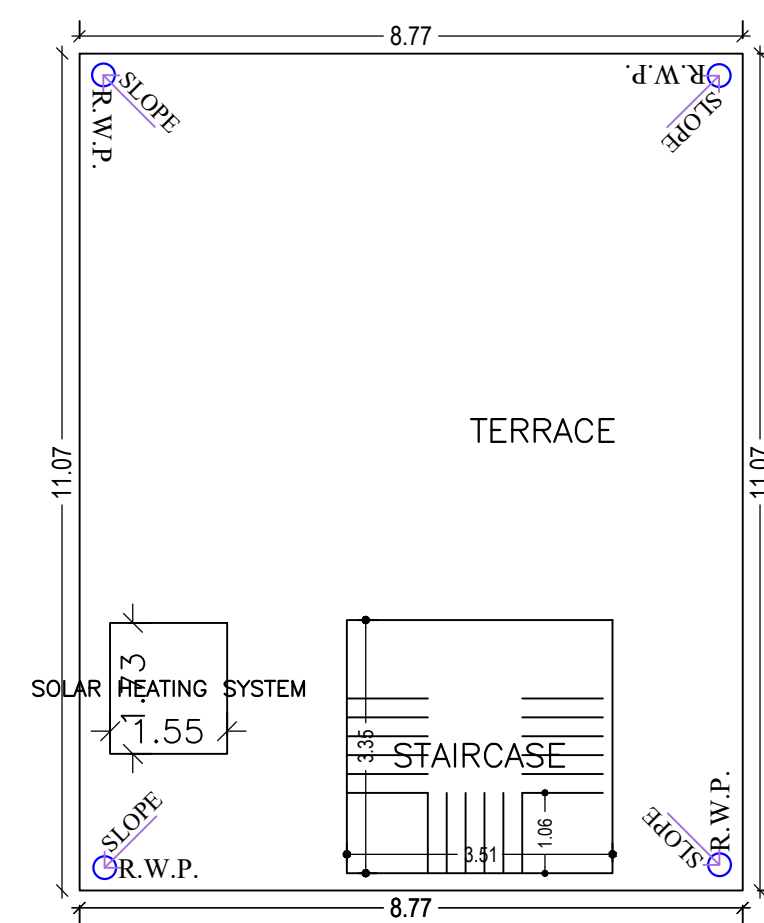 8.77
SLOPE
R.W.P.
R.W.P.
SLOPE
TERRACE
11.07
11.07
1.73
SOLAR HEATING SYSTEM
1.55
3.35
STAIRCASE
1.06
3.51
SLOPE
R.W.P.
SLOPE
R.W.P.
8.77